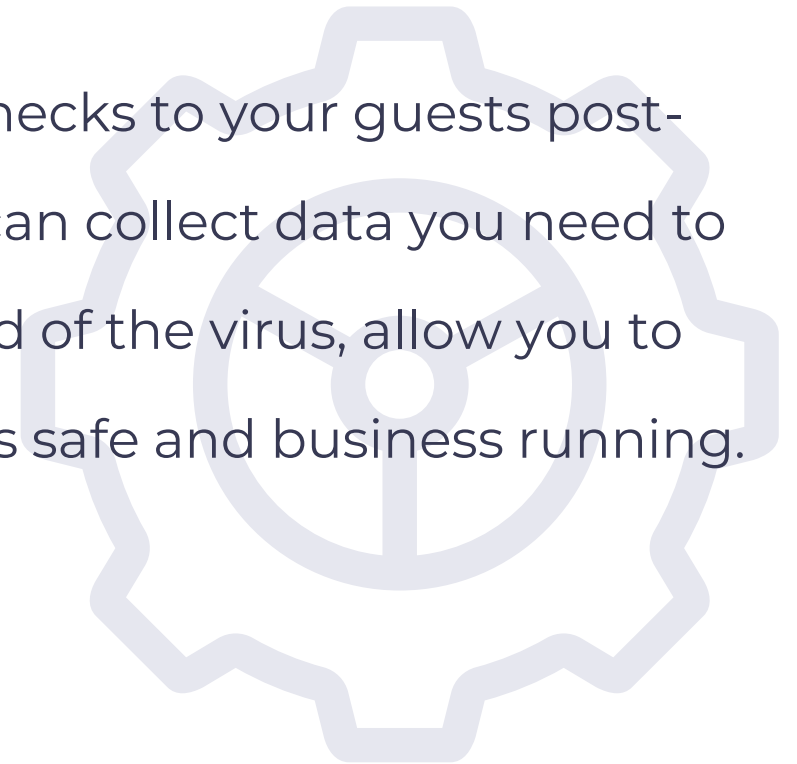 hecks to your guests post-
can collect data you need to
d of the virus, allow you to
s safe and business running.